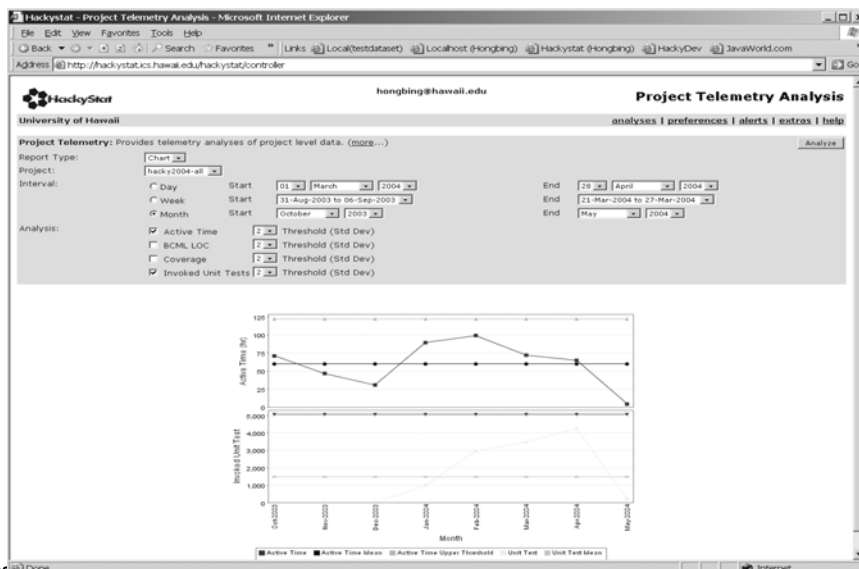 Hackystat - Project Telemetry Analysis - Microsoft Internet Explorer
File Edit View Favorites Tools Help
Back Search Favorites Links Local(testdataset) Localhost (Hongbing) Hackystat (Hongbing) HackyDev JavaWorld.com
Address http://hackystat.ics.hawaii.edu/hackystat/controller Go
HackyStat hongbing@hawaii.edu Project Telemetry Analysis
University of Hawaii analyses | preferences | alerts | extras | help
Project Telemetry: Provides telemetry analyses of project level data. (more...) Analyze
Report Type: Chart
Project: hacky2004-all
Interval: Day Start 01 March 2004 End 28 April 2004
Week Start 31-Aug-2003 to 06-Sep-2003 End 21-Mar-2004 to 27-Mar-2004
Month Start October 2003 End May 2004
Analysis: Active Time 2 Threshold (Std Dev)
BCML LOC 2 Threshold (Std Dev)
Coverage 2 Threshold (Std Dev)
Invoked Unit Tests 2 Threshold (Std Dev)
Active Time (hr)
125
100
75
50
25
0
Invoked Unit Test
5,000
4,000
3,000
2,000
1,000
0
Oct-2003 Nov-2003 Dec-2003 Jan-2004 Feb-2004 Mar-2004 Apr-2004 May-2004
Month
Active Time Active Time Mean Active Time Upper Threshold Unit Test Unit Test Mean
Done Internet